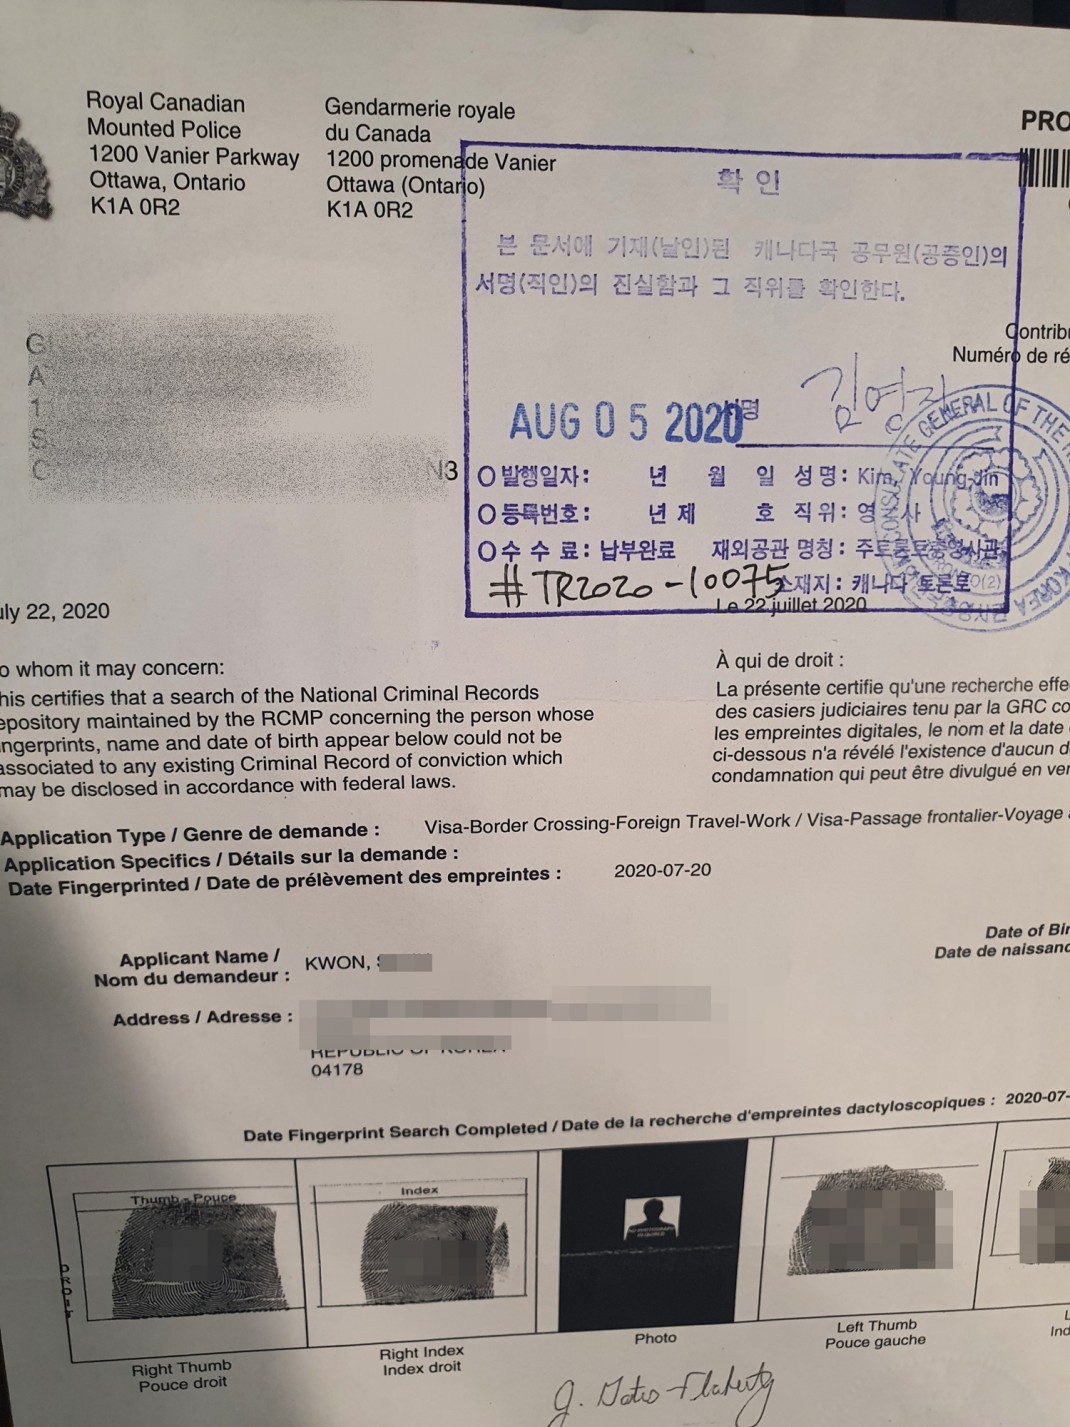 Royal Canadian
Mounted Police
1200 Vanier Parkway
Ottawa, Ontario
K1A 0R2
Gendarmerie royale
du Canada
1200 promenade Vanier
Ottawa (Ontario)
K1A 0R2
PRO
확 인
본 문서에 기재(날인)된 캐나다국 공무원(공증인)의
서명(직인)의 진실함과 그 직위를 확인한다.
Contribu
Numéro de ré
G
A
1
S
C N3
AUG 05 2020 서명
발행일자: 년 월 일 성명: Kim, Young-jin
등록번호: 년 제 호 직위: 영 사
수 수 료: 납부완료 재외공관 명칭: 주토론토총영사관
#TR2020-10075 소재지: 캐나다 토론토
CONSULATE GENERAL OF THE KOREA
uly 22, 2020
Le 22 juillet 2020
o whom it may concern:
his certifies that a search of the National Criminal Records
epository maintained by the RCMP concerning the person whose
ngerprints, name and date of birth appear below could not be
associated to any existing Criminal Record of conviction which
may be disclosed in accordance with federal laws.
À qui de droit :
La présente certifie qu'une recherche effe
des casiers judiciaires tenu par la GRC co
les empreintes digitales, le nom et la date
ci-dessous n'a révélé l'existence d'aucun d
condamnation qui peut être divulgué en ver
Application Type / Genre de demande : Visa-Border Crossing-Foreign Travel-Work / Visa-Passage frontalier-Voyage
Application Specifics / Détails sur la demande :
Date Fingerprinted / Date de prélèvement des empreintes : 2020-07-20
Date of Bir
Date de naissanc
Applicant Name /
Nom du demandeur :
KWON, S
Address / Adresse :
REPUBLIC OF KOREA
04178
Date Fingerprint Search Completed / Date de la recherche d'empreintes dactyloscopiques : 2020-07-
DROIT
Thumb - Pouce
Index
Right Thumb
Pouce droit
Right Index
Index droit
Photo
Left Thumb
Pouce gauche
L
Ind